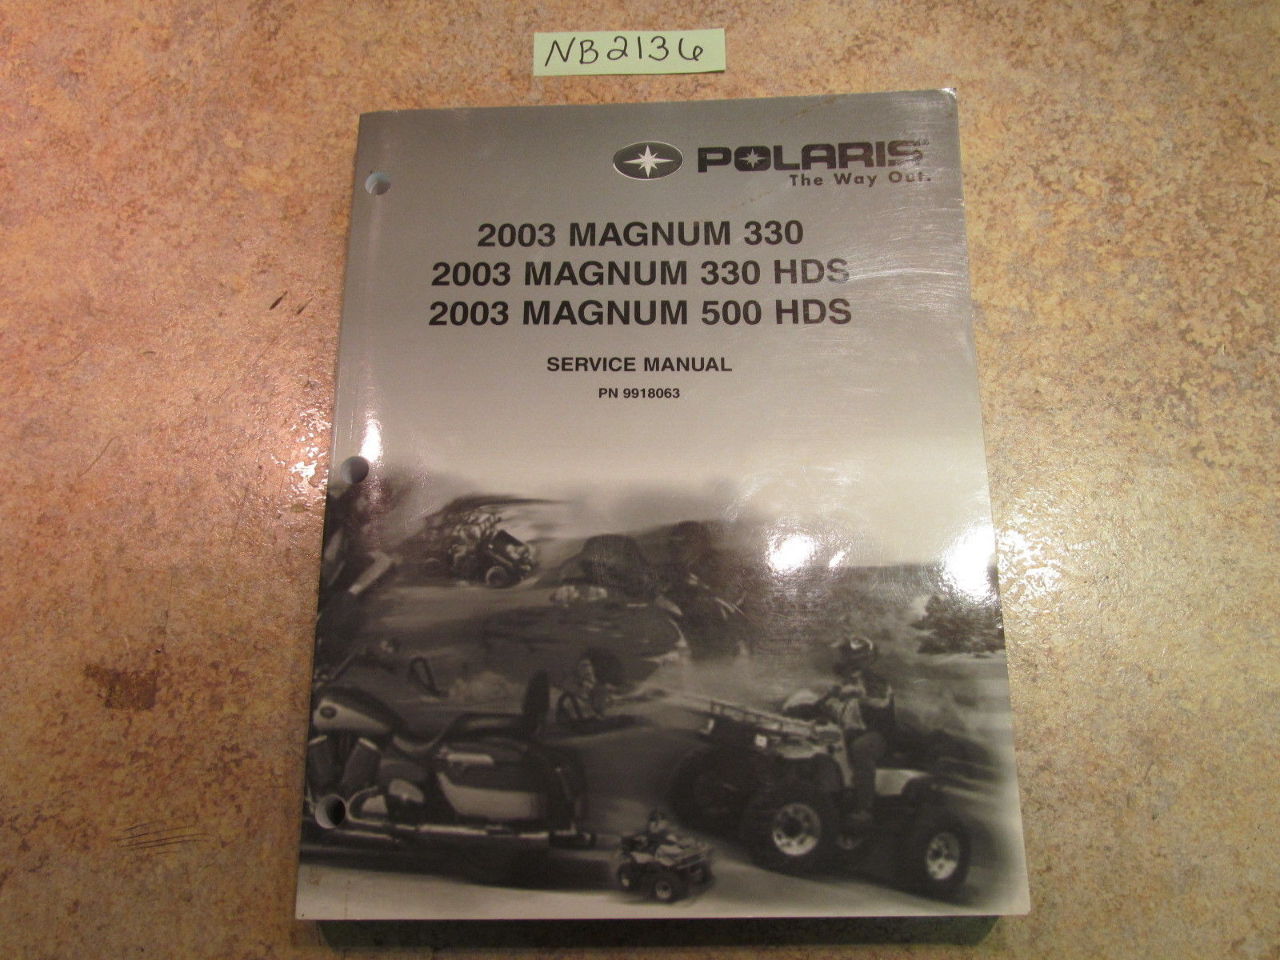 NB2136
POLARIS
The Way Out.
2003 MAGNUM 330
2003 MAGNUM 330 HDS
2003 MAGNUM 500 HDS
SERVICE MANUAL
PN 9918063